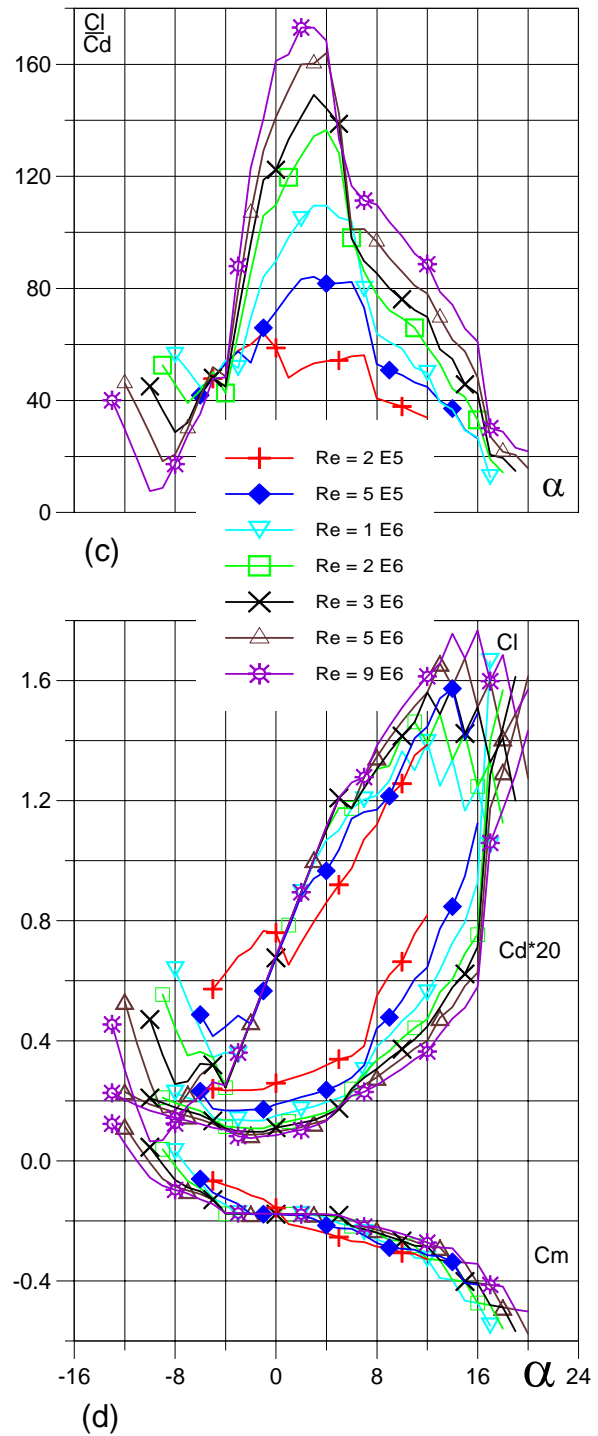 Cl
Cd
160
120
80
40
0
α
(c)
Re = 2 E5
Re = 5 E5
Re = 1 E6
Re = 2 E6
Re = 3 E6
Re = 5 E6
Re = 9 E6
Cl
1.6
1.2
0.8
Cd*20
0.4
0.0
Cm
-0.4
-16 -8 0 8 16 α 24
(d)